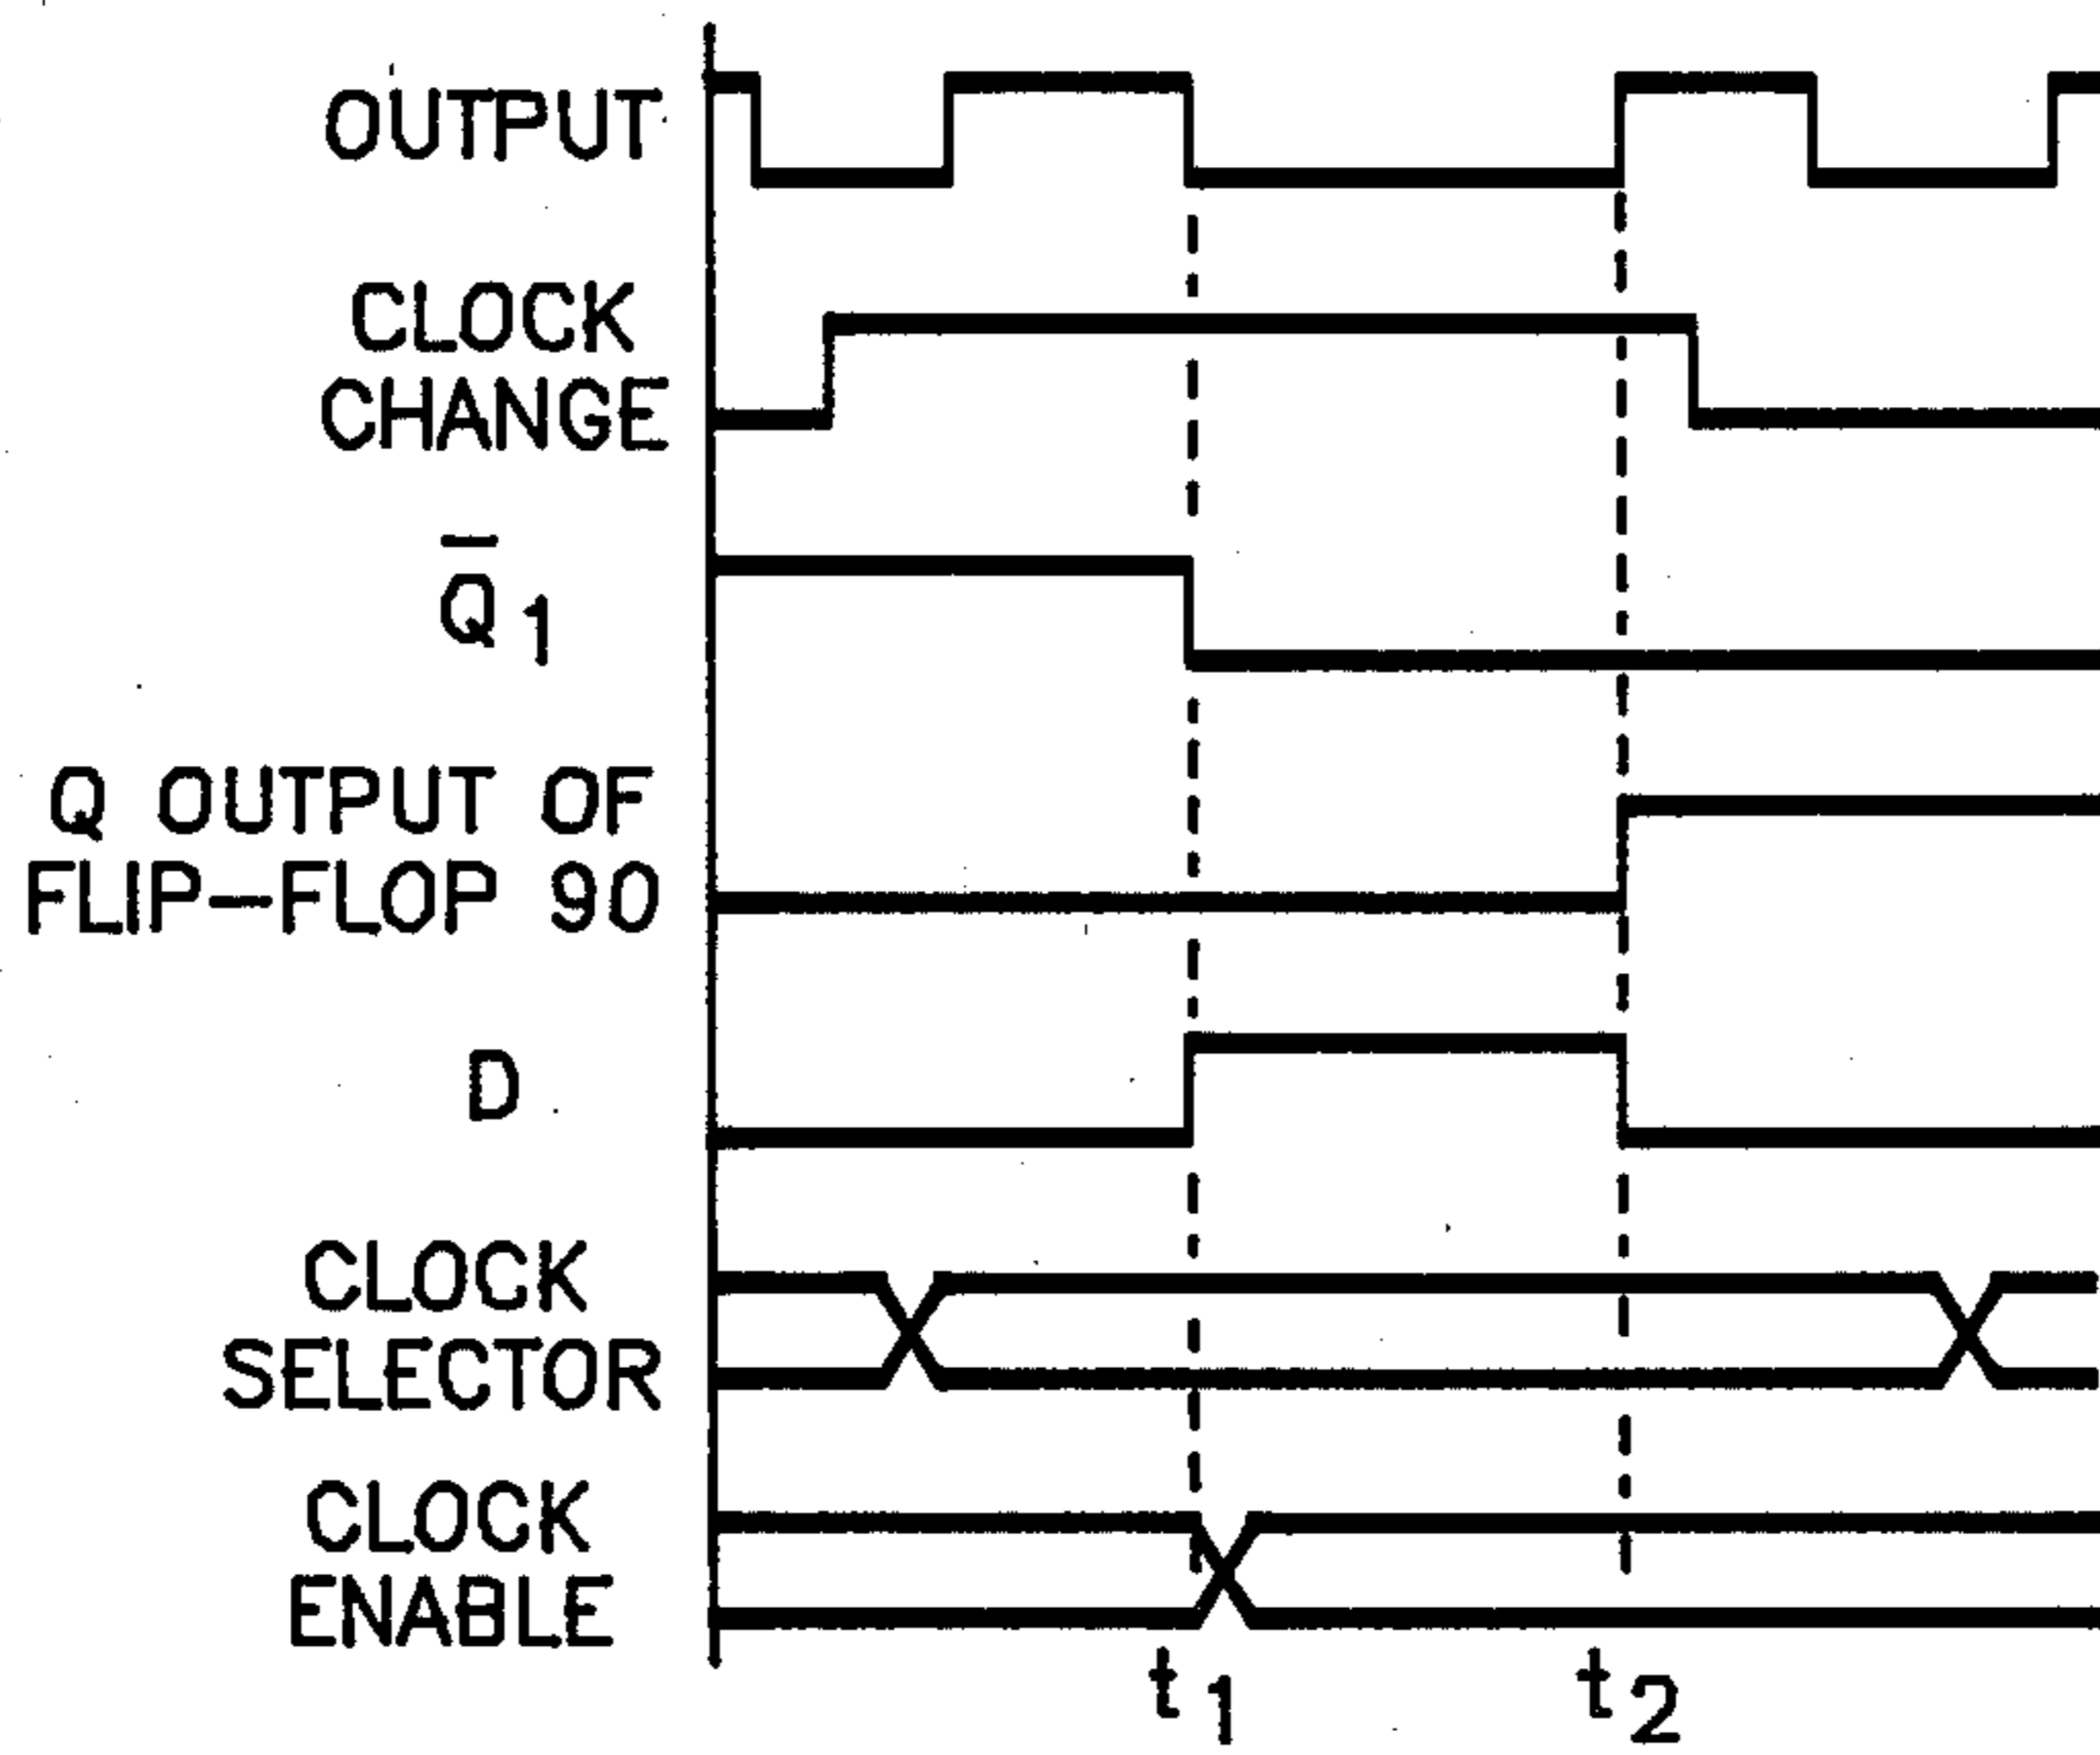 OUTPUT
CLOCK
CHANGE
Q̅1
Q OUTPUT OF
FLIP-FLOP 90
D
CLOCK
SELECTOR
CLOCK
ENABLE
t1 t2